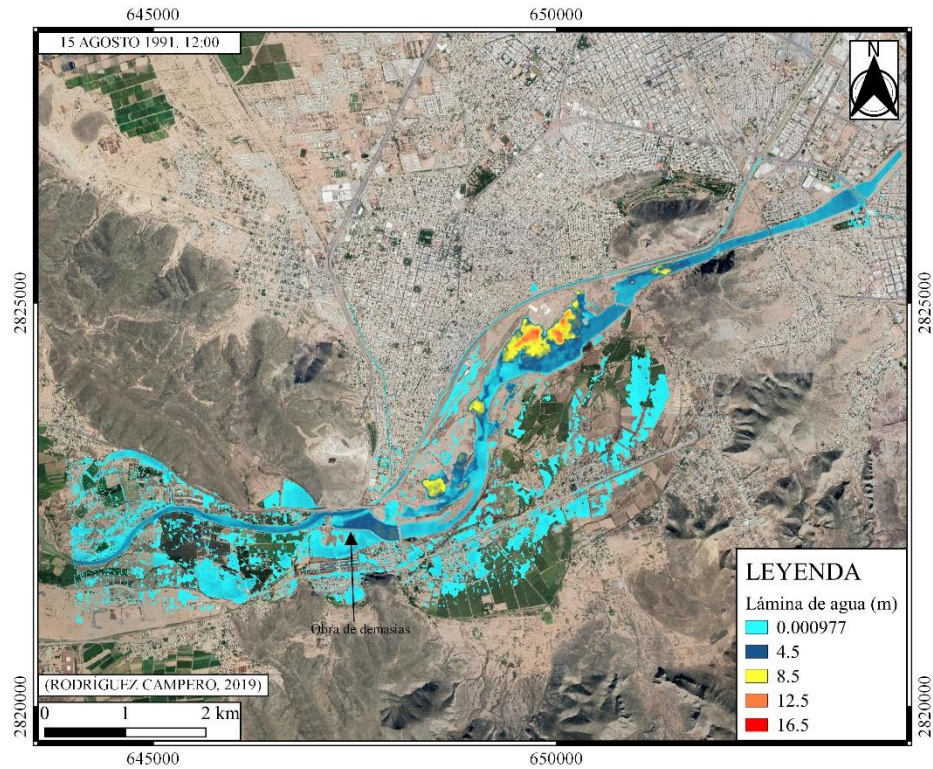 645000 650000
15 AGOSTO 1991, 12:00
N
2825000 2825000
Obra de demasías
LEYENDA
Lámina de agua (m)
0.000977
4.5
8.5
12.5
16.5
(RODRÍGUEZ CAMPERO, 2019)
0 1 2 km
2820000 2820000
645000 650000